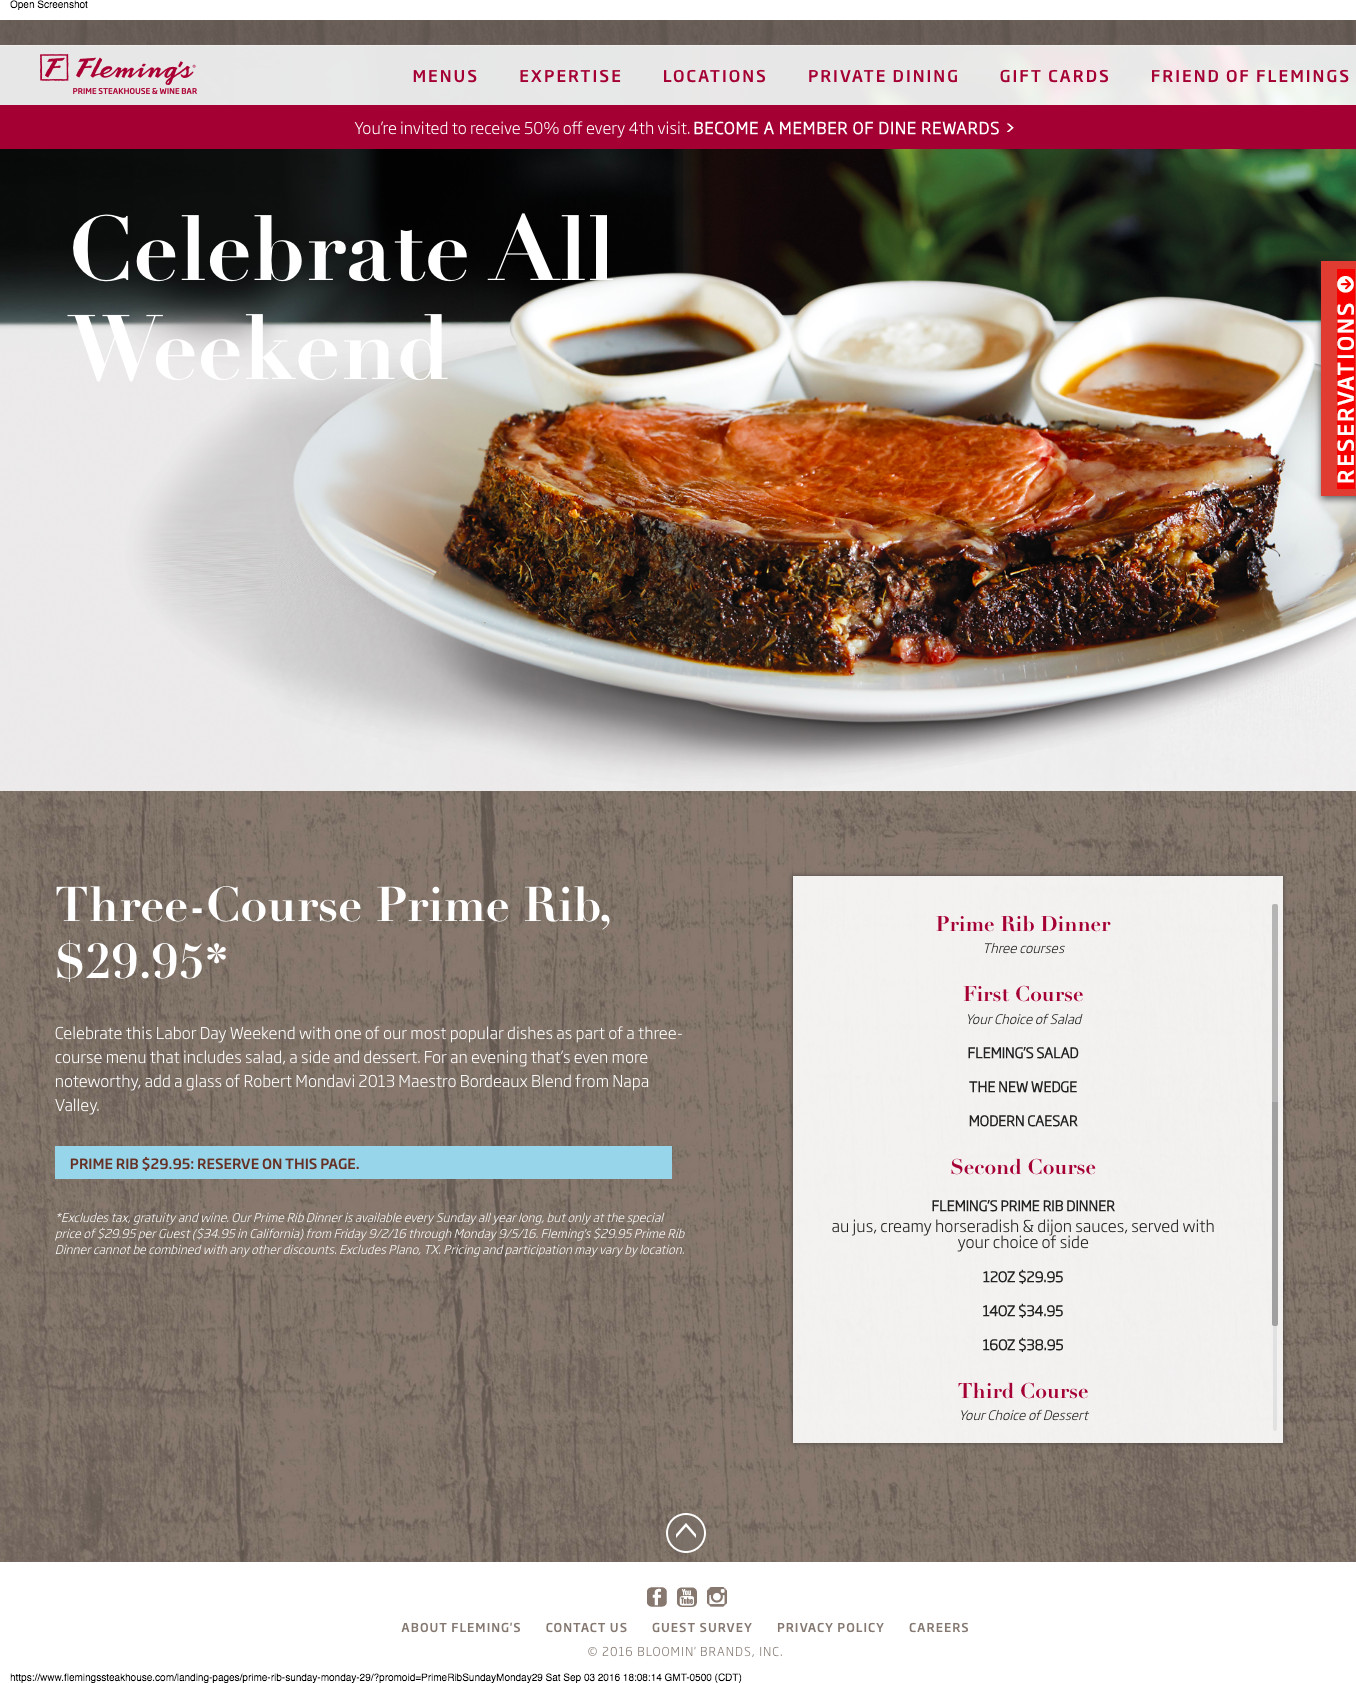 Open Screenshot
F Fleming's
PRIME STEAKHOUSE & WINE BAR
MENUS EXPERTISE LOCATIONS PRIVATE DINING GIFT CARDS FRIEND OF FLEMINGS
You're invited to receive 50% off every 4th visit. BECOME A MEMBER OF DINE REWARDS >
Celebrate All
Weekend
RESERVATIONS
Three-Course Prime Rib,
$29.95*
Celebrate this Labor Day Weekend with one of our most popular dishes as part of a three-
course menu that includes salad, a side and dessert. For an evening that's even more
noteworthy, add a glass of Robert Mondavi 2013 Maestro Bordeaux Blend from Napa
Valley.
PRIME RIB $29.95: RESERVE ON THIS PAGE.
*Excludes tax, gratuity and wine. Our Prime Rib Dinner is available every Sunday all year long, but only at the special
price of $29.95 per Guest ($34.95 in California) from Friday 9/2/16 through Monday 9/5/16. Fleming's $29.95 Prime Rib
Dinner cannot be combined with any other discounts. Excludes Plano, TX. Pricing and participation may vary by location.
Prime Rib Dinner
Three courses
First Course
Your Choice of Salad
FLEMING'S SALAD
THE NEW WEDGE
MODERN CAESAR
Second Course
FLEMING'S PRIME RIB DINNER
au jus, creamy horseradish & dijon sauces, served with
your choice of side
12OZ $29.95
14OZ $34.95
16OZ $38.95
Third Course
Your Choice of Dessert
f You Tube
ABOUT FLEMING'S CONTACT US GUEST SURVEY PRIVACY POLICY CAREERS
© 2016 BLOOMIN' BRANDS, INC.
https://www.flemingssteakhouse.com/landing-pages/prime-rib-sunday-monday-29/?promoid=PrimeRibSundayMonday29 Sat Sep 03 2016 18:08:14 GMT-0500 (CDT)